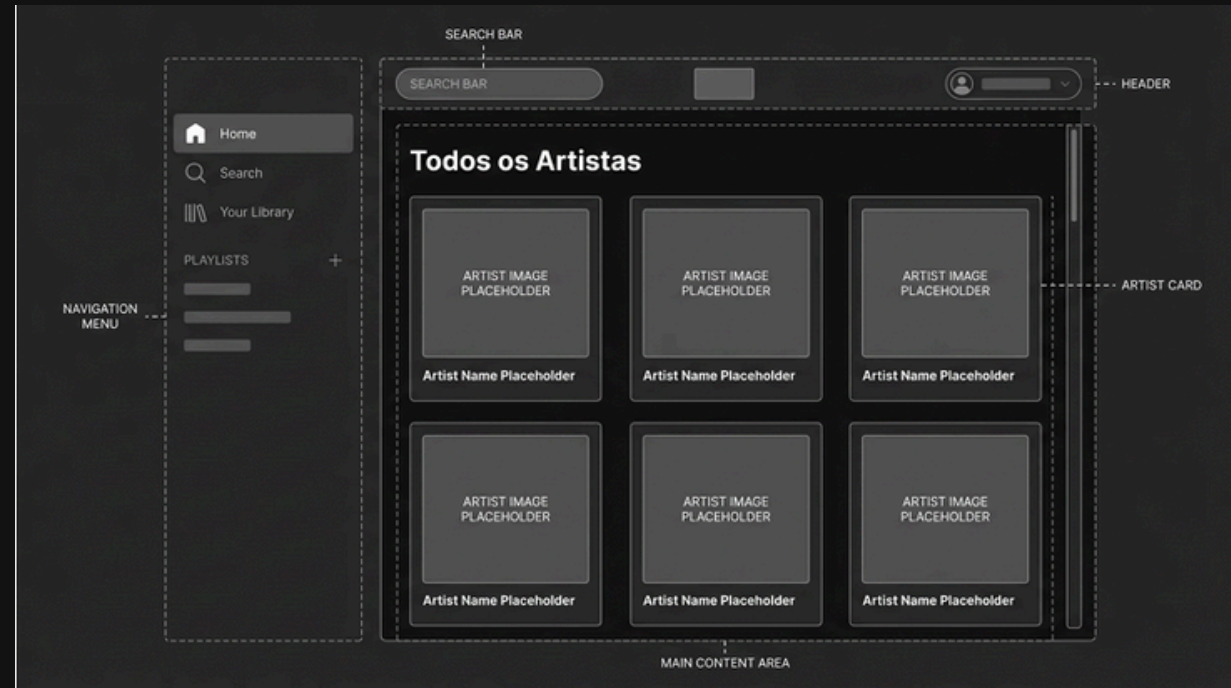 SEARCH BAR
SEARCH BAR
HEADER
Home
Search
Your Library
PLAYLISTS
NAVIGATION
MENU
Todos os Artistas
ARTIST IMAGE
PLACEHOLDER
Artist Name Placeholder
ARTIST IMAGE
PLACEHOLDER
Artist Name Placeholder
ARTIST IMAGE
PLACEHOLDER
Artist Name Placeholder
ARTIST CARD
ARTIST IMAGE
PLACEHOLDER
Artist Name Placeholder
ARTIST IMAGE
PLACEHOLDER
Artist Name Placeholder
ARTIST IMAGE
PLACEHOLDER
Artist Name Placeholder
MAIN CONTENT AREA